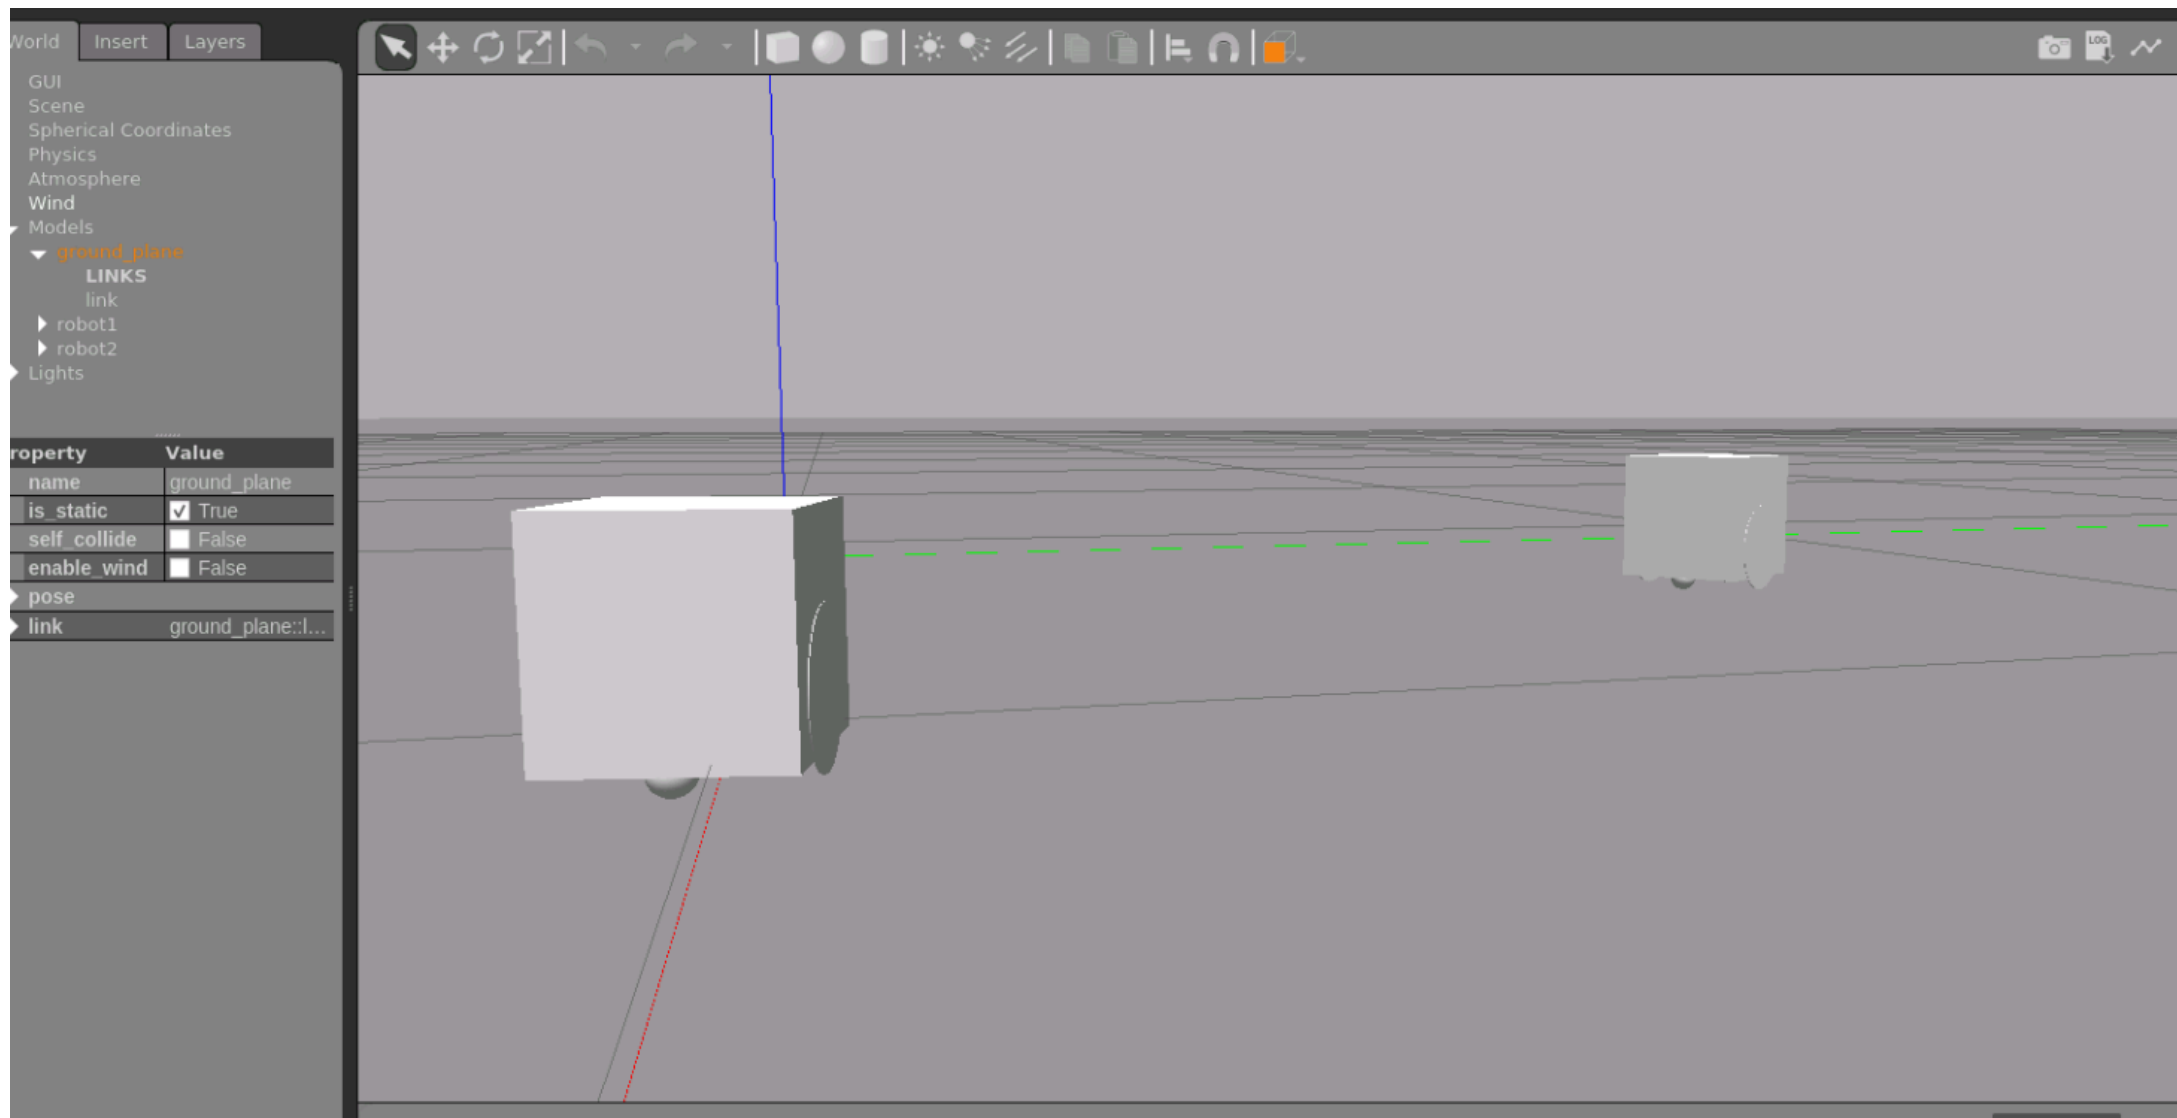 World Insert Layers
LOG
GUI
Scene
Spherical Coordinates
Physics
Atmosphere
Wind
Models
ground_plane
LINKS
link
robot1
robot2
Lights
roperty Value
name ground_plane
is_static True
self_collide False
enable_wind False
pose
link ground_plane::l...